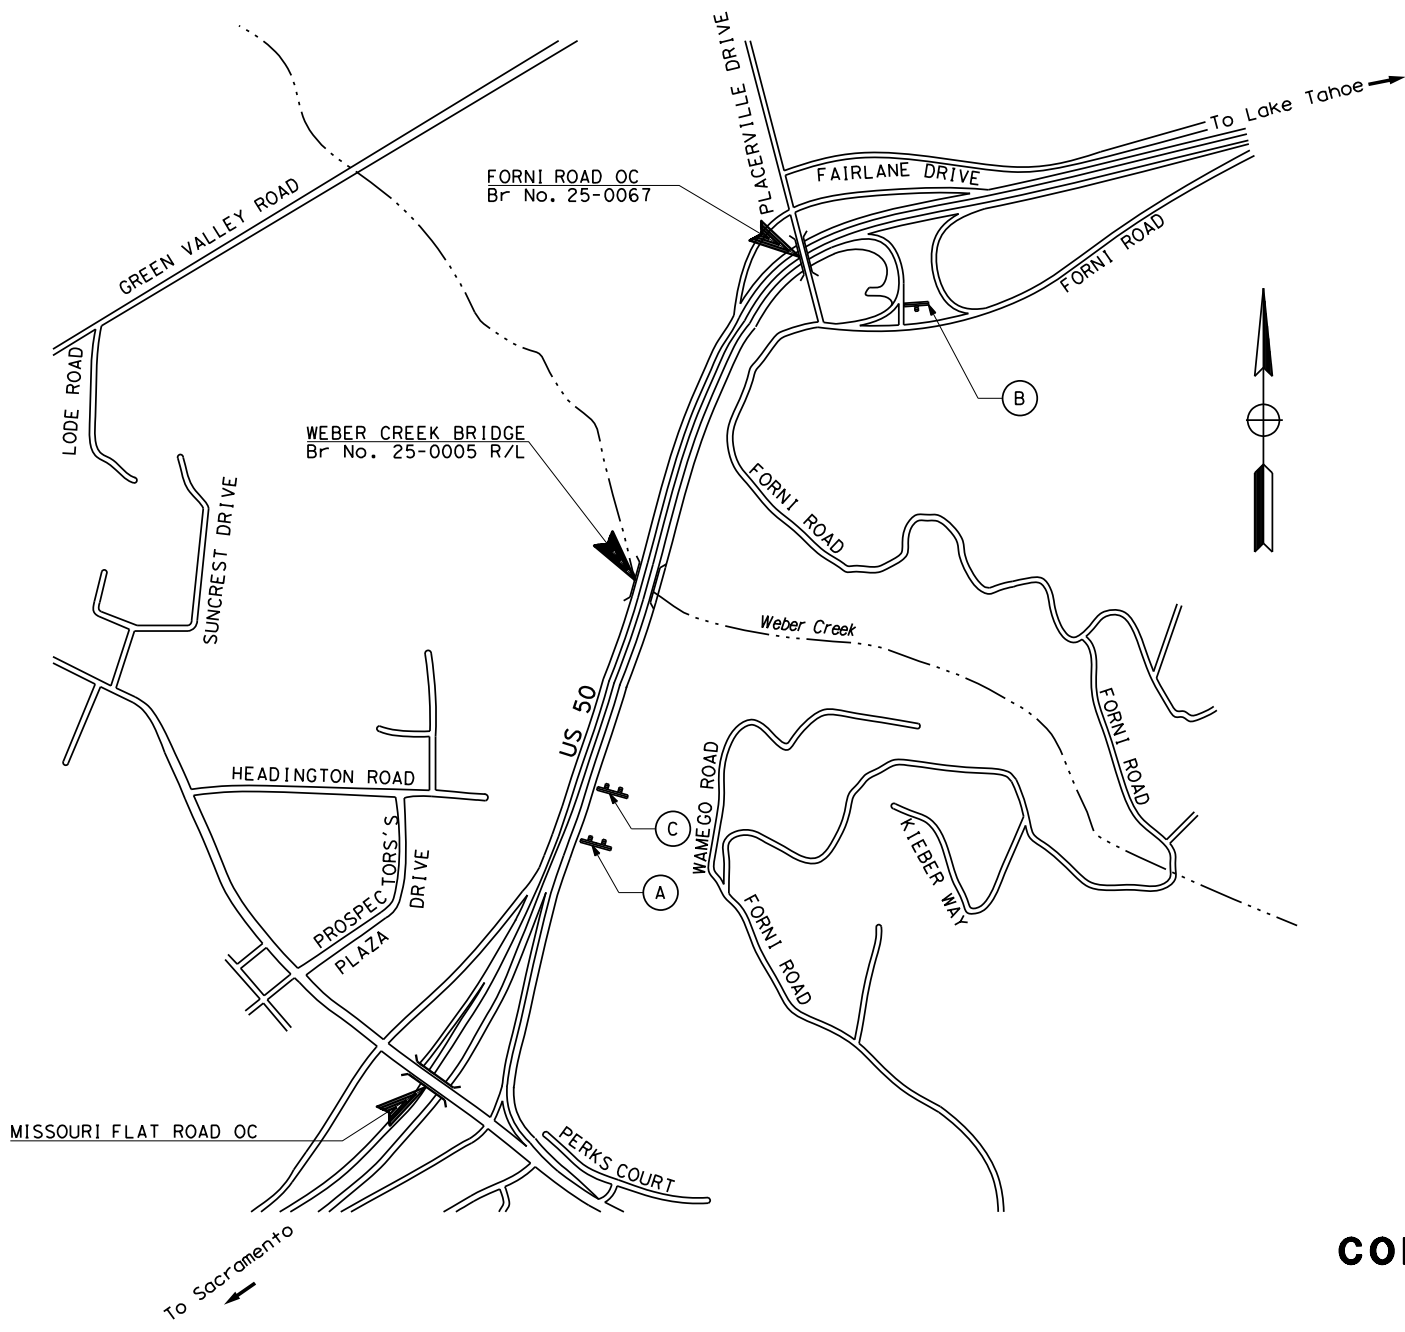 PLACERVILLE DRIVE
To Lake Tahoe
FORNI ROAD OC
Br No. 25-0067
FAIRLANE DRIVE
GREEN VALLEY ROAD
FORNI ROAD
LODE ROAD
B
WEBER CREEK BRIDGE
Br No. 25-0005 R/L
FORNI ROAD
SUNCREST DRIVE
Weber Creek
US 50
FORNI ROAD
WAMEGO ROAD
HEADINGTON ROAD
C
KIEBER WAY
PROSPECTORS'S
PLAZA
DRIVE
A
FORNI ROAD
MISSOURI FLAT ROAD OC
PERKS COURT
To Sacramento